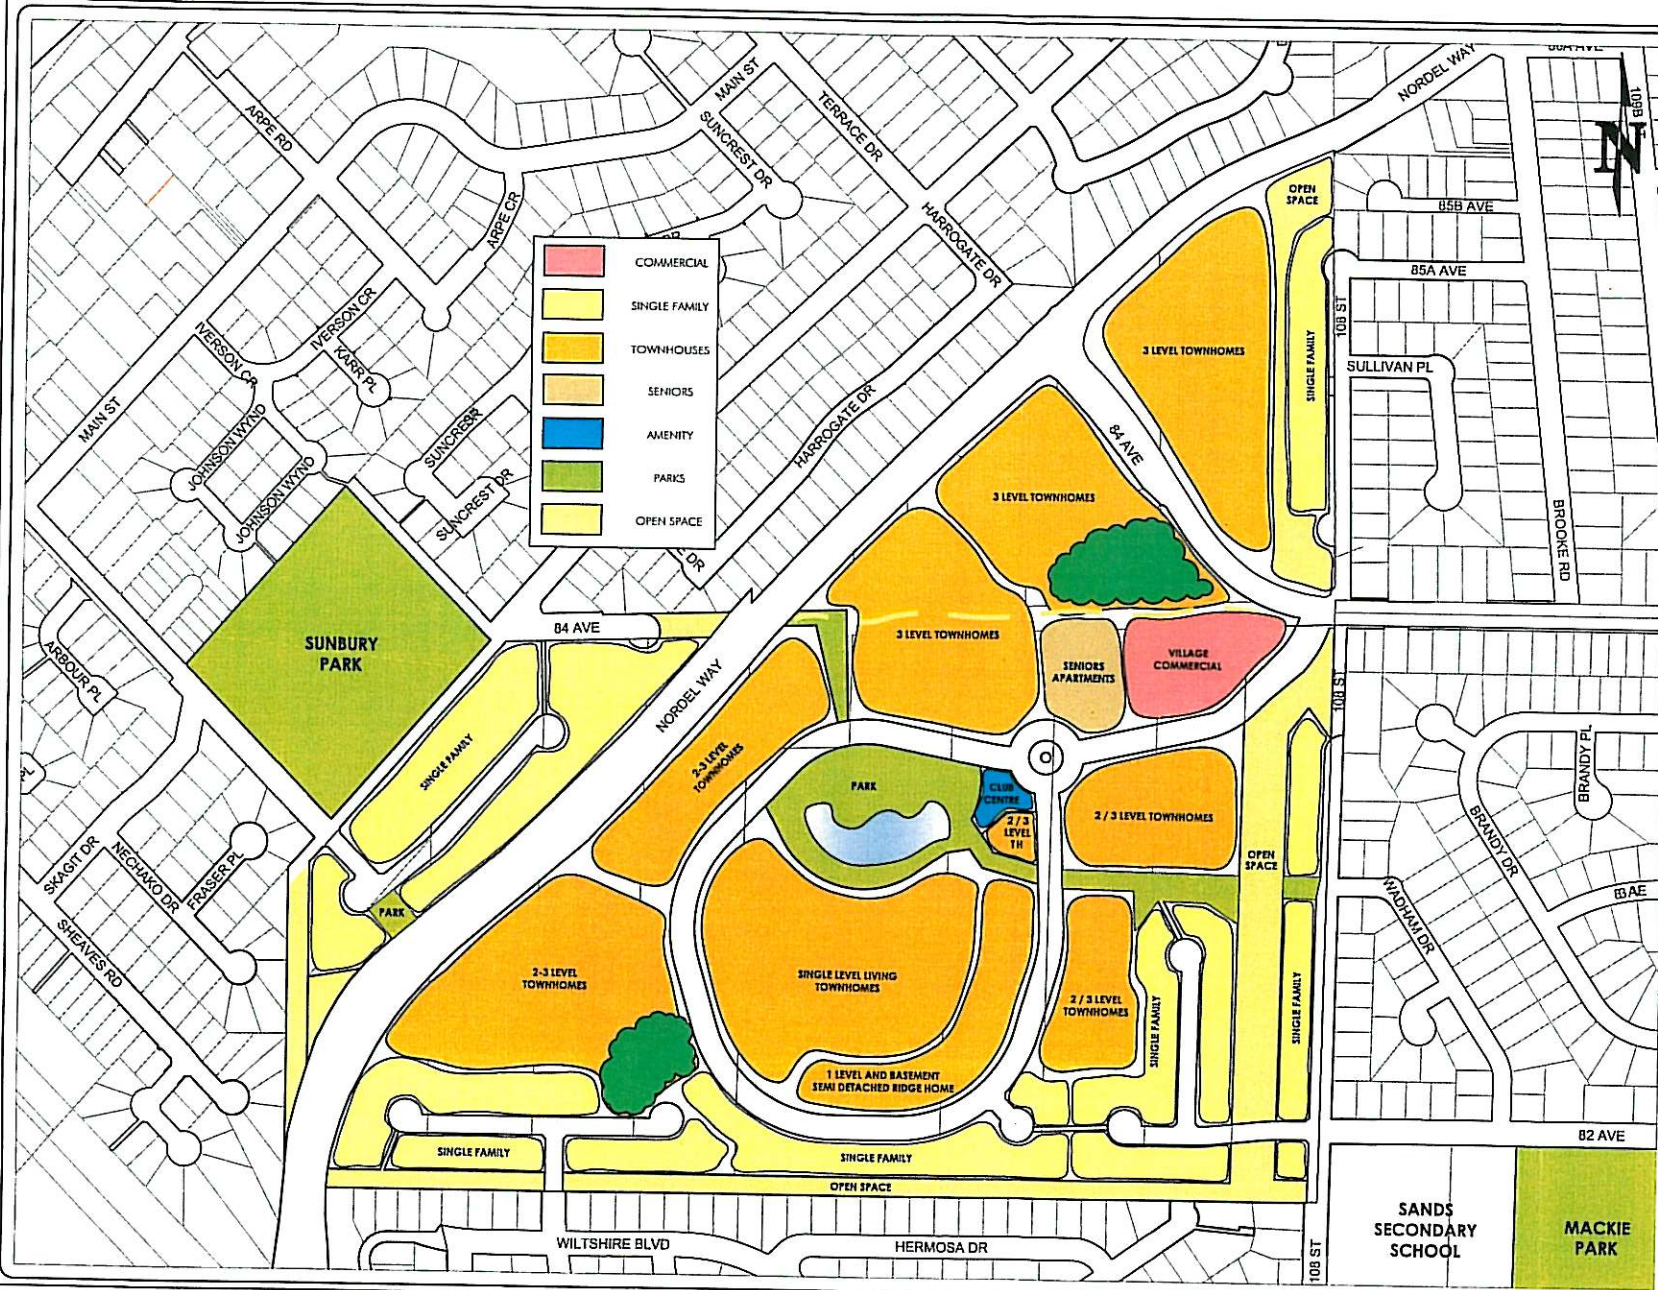 NORDEL WAY
109B ST
N
MAIN ST
TERRACE DR
ARPE RD
SUNCREST DR
OPEN
SPACE
85B AVE
ARPE CR
HARROGATE DR
COMMERCIAL
85A AVE
SINGLE FAMILY
IVERSON CR
IVERSON CR
108 ST
TOWNHOUSES
3 LEVEL TOWNHOMES
KARR PL
SINGLE FAMILY
SULLIVAN PL
SENIORS
MAIN ST
JOHNSON WYND
HARROGATE DR
AMENITY
84 AVE
PARKS
JOHNSON WYND
SUNCREST DR
3 LEVEL TOWNHOMES
OPEN SPACE
BROOKE RD
84 AVE
3 LEVEL TOWNHOMES
SUNBURY
PARK
VILLAGE
COMMERCIAL
SENIORS
APARTMENTS
ARBOUR PL
NORDEL WAY
108 ST
SINGLE FAMILY
2-3 LEVEL
TOWNHOMES
BRANDY PL
PARK
CLUB
CENTRE
2 / 3
LEVEL
TH
2 / 3 LEVEL TOWNHOMES
BRANDY DR
OPEN
SPACE
SKAGIT DR
NECHAKO DR
FRASER PL
PARK
WADHAM DR
SHEAVES RD
2-3 LEVEL
TOWNHOMES
SINGLE LEVEL LIVING
TOWNHOMES
2 / 3 LEVEL
TOWNHOMES
SINGLE FAMILY
SINGLE FAMILY
1 LEVEL AND BASEMENT
SEMI DETACHED RIDGE HOME
82 AVE
SINGLE FAMILY
SINGLE FAMILY
OPEN SPACE
SANDS
SECONDARY
SCHOOL
MACKIE
PARK
WILTSHIRE BLVD
HERMOSA DR
108 ST